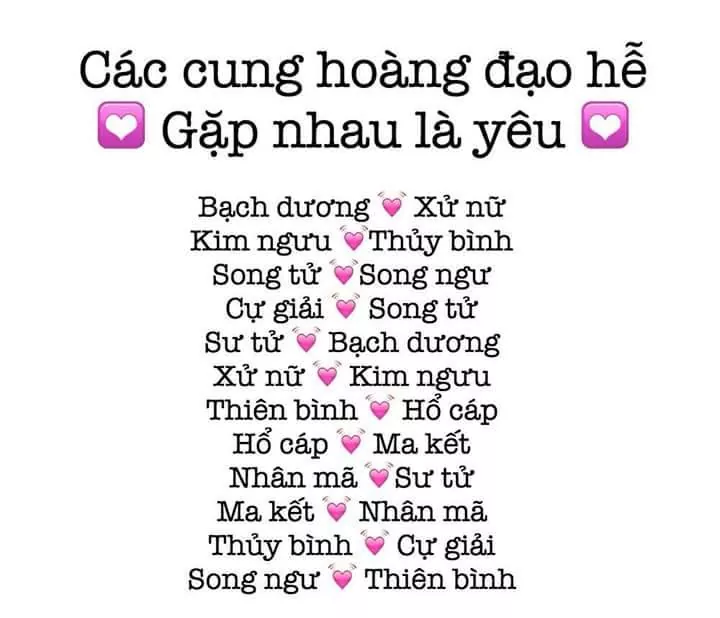 Các cung hoàng đạo hễ
💟 Gặp nhau là yêu 💟
Bạch dương 💓 Xử nữ
Kim ngưu 💓Thủy bình
Song tử 💓Song ngư
Cự giải 💓 Song tử
Sư tử 💓 Bạch dương
Xử nữ 💓 Kim ngưu
Thiên bình 💓 Hổ cáp
Hổ cáp 💓 Ma kết
Nhân mã 💓Sư tử
Ma kết 💓 Nhân mã
Thủy bình 💓 Cự giải
Song ngư 💓 Thiên bình